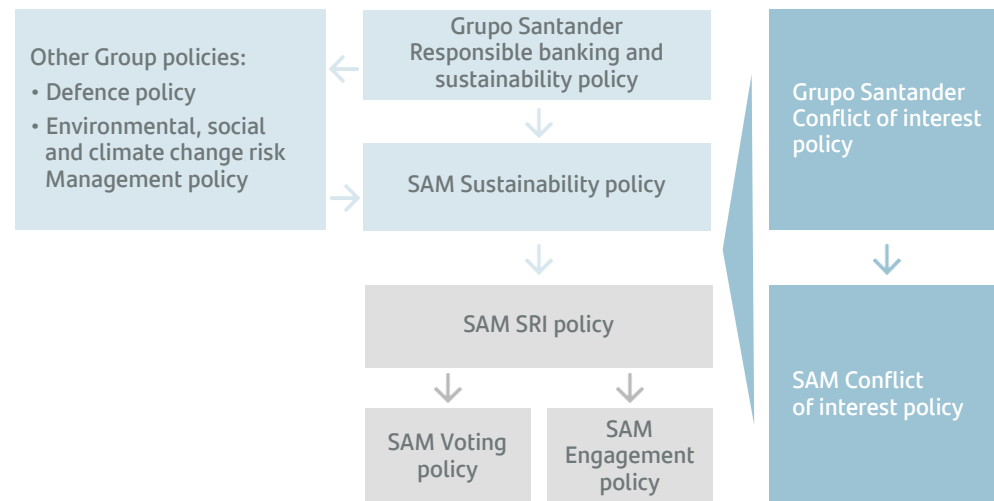 Other Group policies:
• Defence policy
• Environmental, social
and climate change risk
Management policy
Grupo Santander
Responsible banking and
sustainability policy
SAM Sustainability policy
SAM SRI policy
SAM Voting
policy
SAM
Engagement
policy
Grupo Santander
Conflict of interest
policy
SAM Conflict
of interest policy